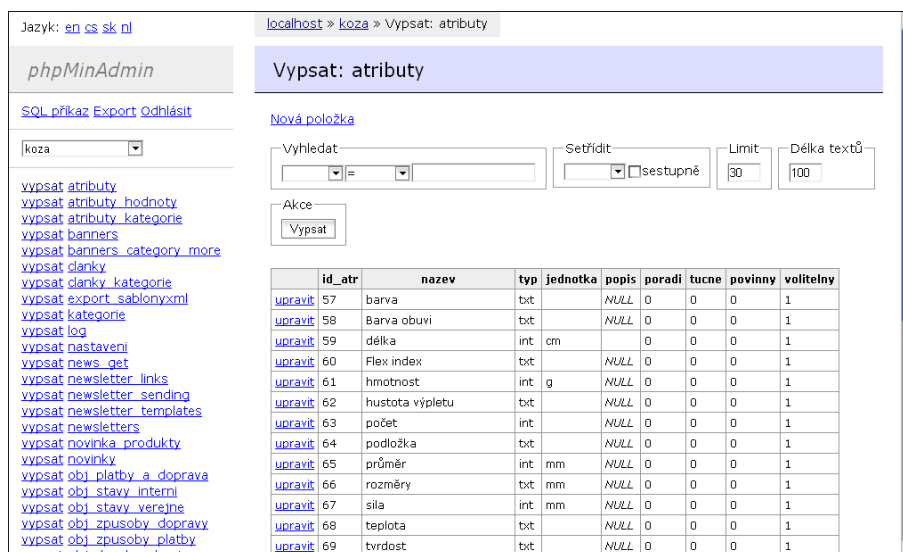 Jazyk: en cs sk nl
phpMinAdmin
SQL příkaz Export Odhlásit
koza
vypsat atributy
vypsat atributy_hodnoty
vypsat atributy_kategorie
vypsat banners
vypsat banners_category_more
vypsat clanky
vypsat clanky_kategorie
vypsat export_sablonyxml
vypsat kategorie
vypsat log
vypsat nastaveni
vypsat news_get
vypsat newsletter_links
vypsat newsletter_sending
vypsat newsletter_templates
vypsat newsletters
vypsat novinka_produkty
vypsat novinky
vypsat obj_platby_a_doprava
vypsat obj_stavy_interni
vypsat obj_stavy_verejne
vypsat obj_zpusoby_dopravy
vypsat obj_zpusoby_platby
localhost » koza » Vypsat: atributy
Vypsat: atributy
Nová položka
Vyhledat Setřídit Limit Délka textů
= sestupně 30 100
Akce
Vypsat
id_atr nazev typ jednotka popis poradi tucne povinny volitelny
upravit 57 barva txt NULL 0 0 0 1
upravit 58 Barva obuvi txt NULL 0 0 0 1
upravit 59 délka int cm 0 0 0 1
upravit 60 Flex index txt NULL 0 0 0 1
upravit 61 hmotnost int g NULL 0 0 0 1
upravit 62 hustota výpletu txt NULL 0 0 0 1
upravit 63 počet int NULL 0 0 0 1
upravit 64 podložka txt NULL 0 0 0 1
upravit 65 průměr int mm NULL 0 0 0 1
upravit 66 rozměry txt mm NULL 0 0 0 1
upravit 67 sila int mm NULL 0 0 0 1
upravit 68 teplota txt NULL 0 0 0 1
upravit 69 tvrdost txt NULL 0 0 0 1